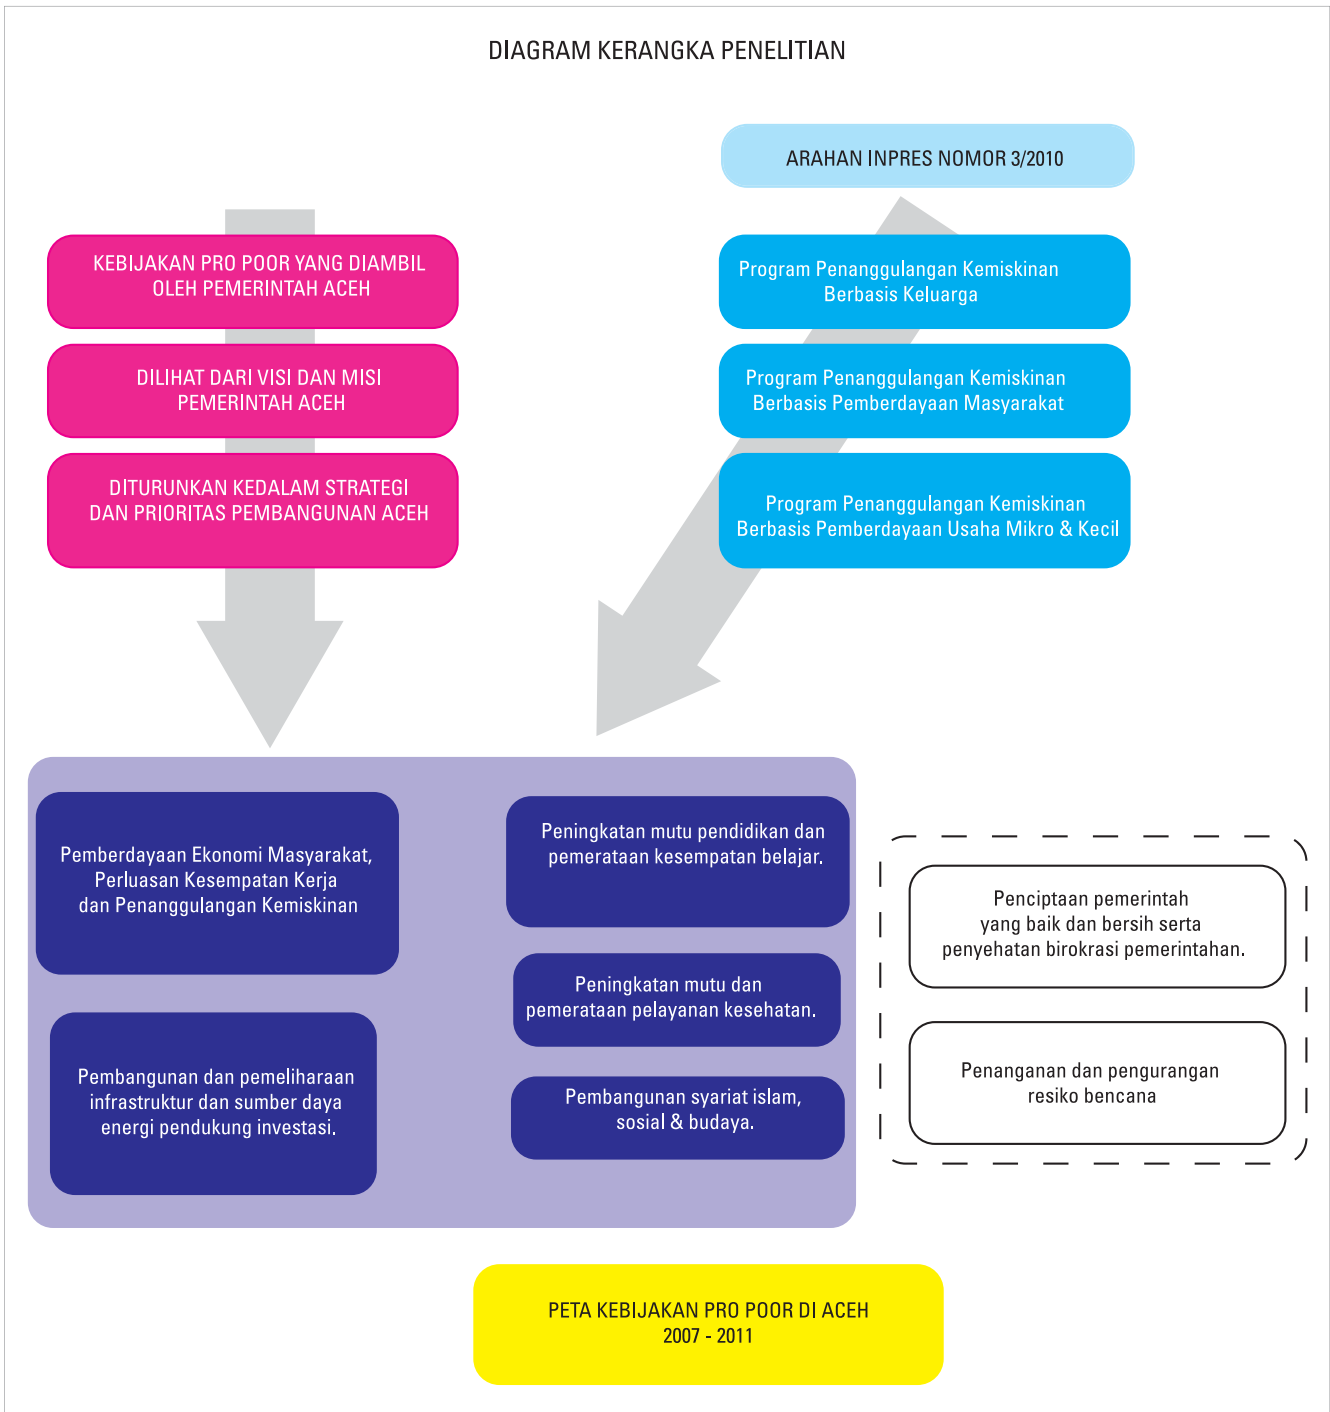 DIAGRAM KERANGKA PENELITIAN
ARAHAN INPRES NOMOR 3/2010
KEBIJAKAN PRO POOR YANG DIAMBIL
OLEH PEMERINTAH ACEH
DILIHAT DARI VISI DAN MISI
PEMERINTAH ACEH
DITURUNKAN KEDALAM STRATEGI
DAN PRIORITAS PEMBANGUNAN ACEH
Program Penanggulangan Kemiskinan
Berbasis Keluarga
Program Penanggulangan Kemiskinan
Berbasis Pemberdayaan Masyarakat
Program Penanggulangan Kemiskinan
Berbasis Pemberdayaan Usaha Mikro & Kecil
Pemberdayaan Ekonomi Masyarakat,
Perluasan Kesempatan Kerja
dan Penanggulangan Kemiskinan
Pembangunan dan pemeliharaan
infrastruktur dan sumber daya
energi pendukung investasi.
Peningkatan mutu pendidikan dan
pemerataan kesempatan belajar.
Peningkatan mutu dan
pemerataan pelayanan kesehatan.
Pembangunan syariat islam,
sosial & budaya.
Penciptaan pemerintah
yang baik dan bersih serta
penyehatan birokrasi pemerintahan.
Penanganan dan pengurangan
resiko bencana
PETA KEBIJAKAN PRO POOR DI ACEH
2007 - 2011